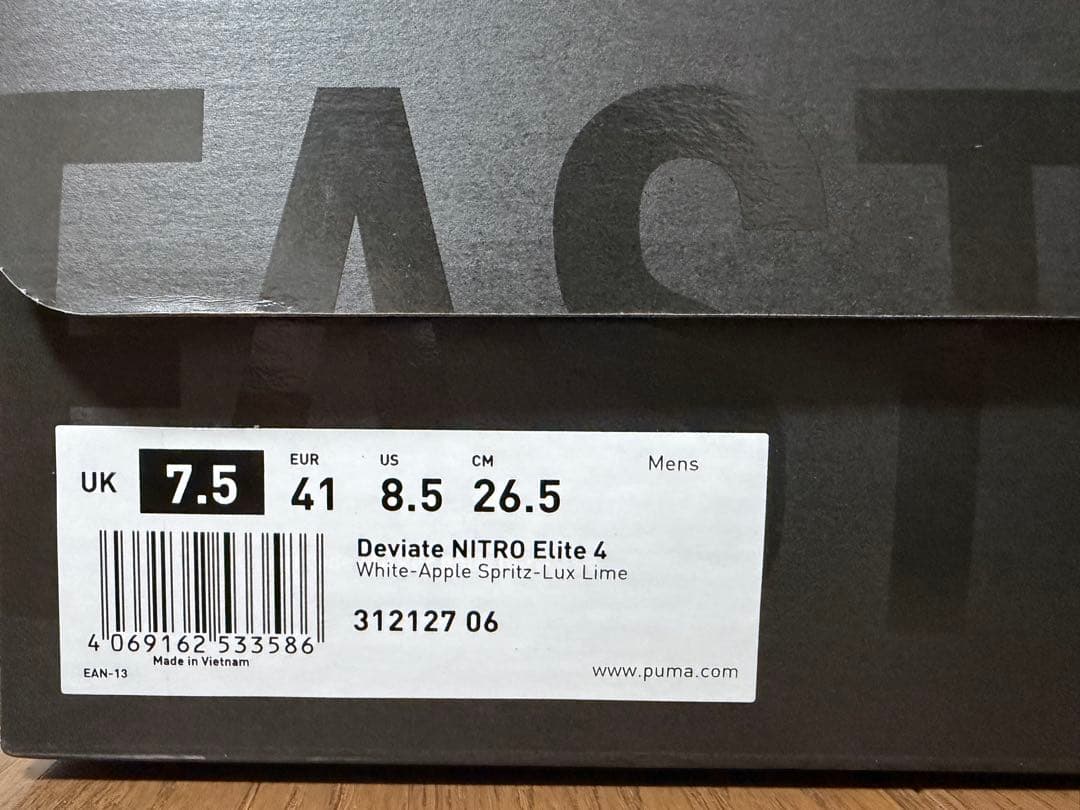 FAST
UK 7.5 EUR 41 US 8.5 CM 26.5 Mens
Deviate NITRO Elite 4
White-Apple Spritz-Lux Lime
312127 06
4 069162 533586
Made in Vietnam
EAN-13
www.puma.com